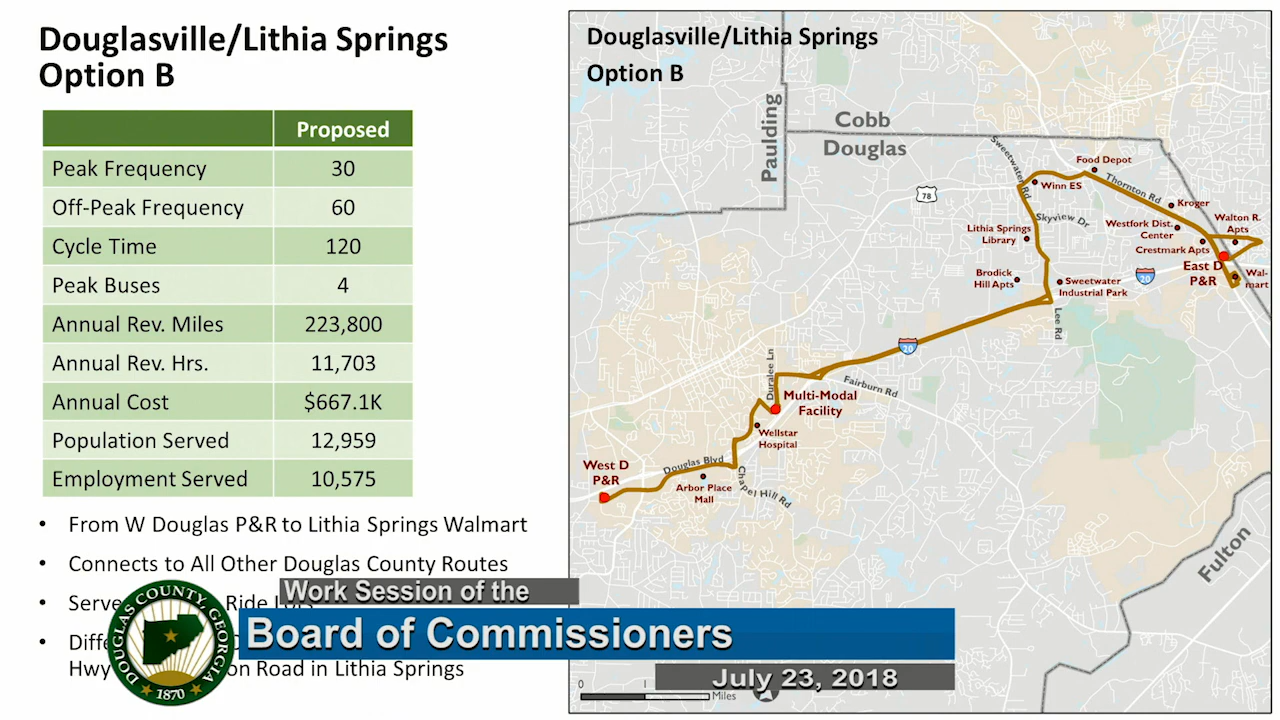 Douglasville/Lithia Springs
Option B
Proposed
Peak Frequency 30
Off-Peak Frequency 60
Cycle Time 120
Peak Buses 4
Annual Rev. Miles 223,800
Annual Rev. Hrs. 11,703
Annual Cost $667.1K
Population Served 12,959
Employment Served 10,575
• From W Douglas P&R to Lithia Springs Walmart
• Connects to All Other Douglas County Routes
• Serve Ride Lots
• Diffe
Hwy on Road in Lithia Springs
Work Session of the
Board of Commissioners
July 23, 2018
DOUGLAS COUNTY, GEORGIA
1870
Douglasville/Lithia Springs
Option B
Paulding
Cobb
Douglas
Fulton
78
Sweetwater Rd
Food Depot
Winn ES
Thornton Rd
Kroger
Skyview Dr
Westfork Dist.
Center
Walton R.
Apts
Lithia Springs
Library
Crestmark Apts
East D
P&R
20
Wal-
mart
Brodick
Hill Apts
Sweetwater
Industrial Park
Lee Rd
20
Duralee Ln
Fairburn Rd
Multi-Modal
Facility
Wellstar
Hospital
West D
P&R
Douglas Blvd
Arbor Place
Mall
Chapel Hill Rd
0 1
Miles